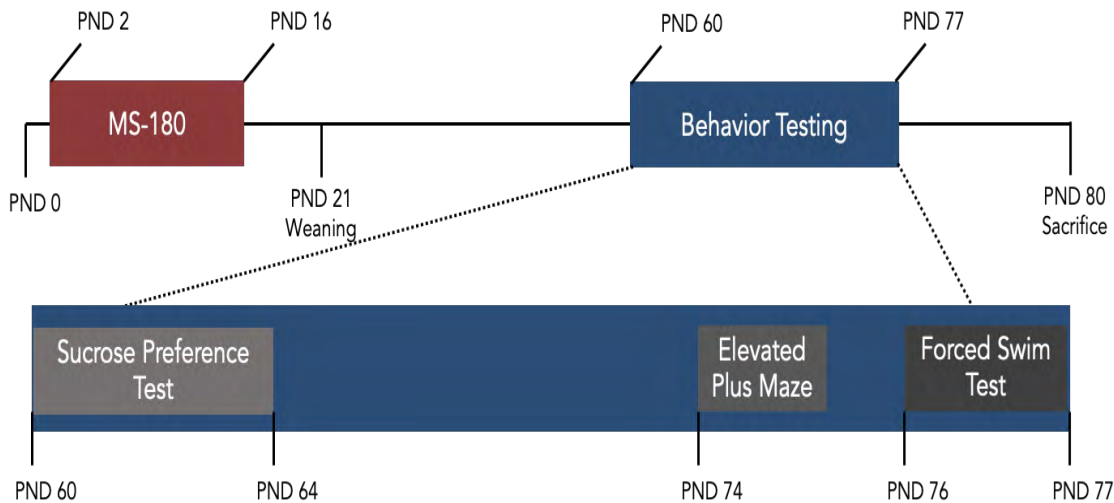 PND 2
PND 16
PND 60
PND 77
MS-180
Behavior Testing
PND 0
PND 21
Weaning
PND 80
Sacrifice
Sucrose Preference
Test
Elevated
Plus Maze
Forced Swim
Test
PND 60
PND 64
PND 74
PND 76
PND 77